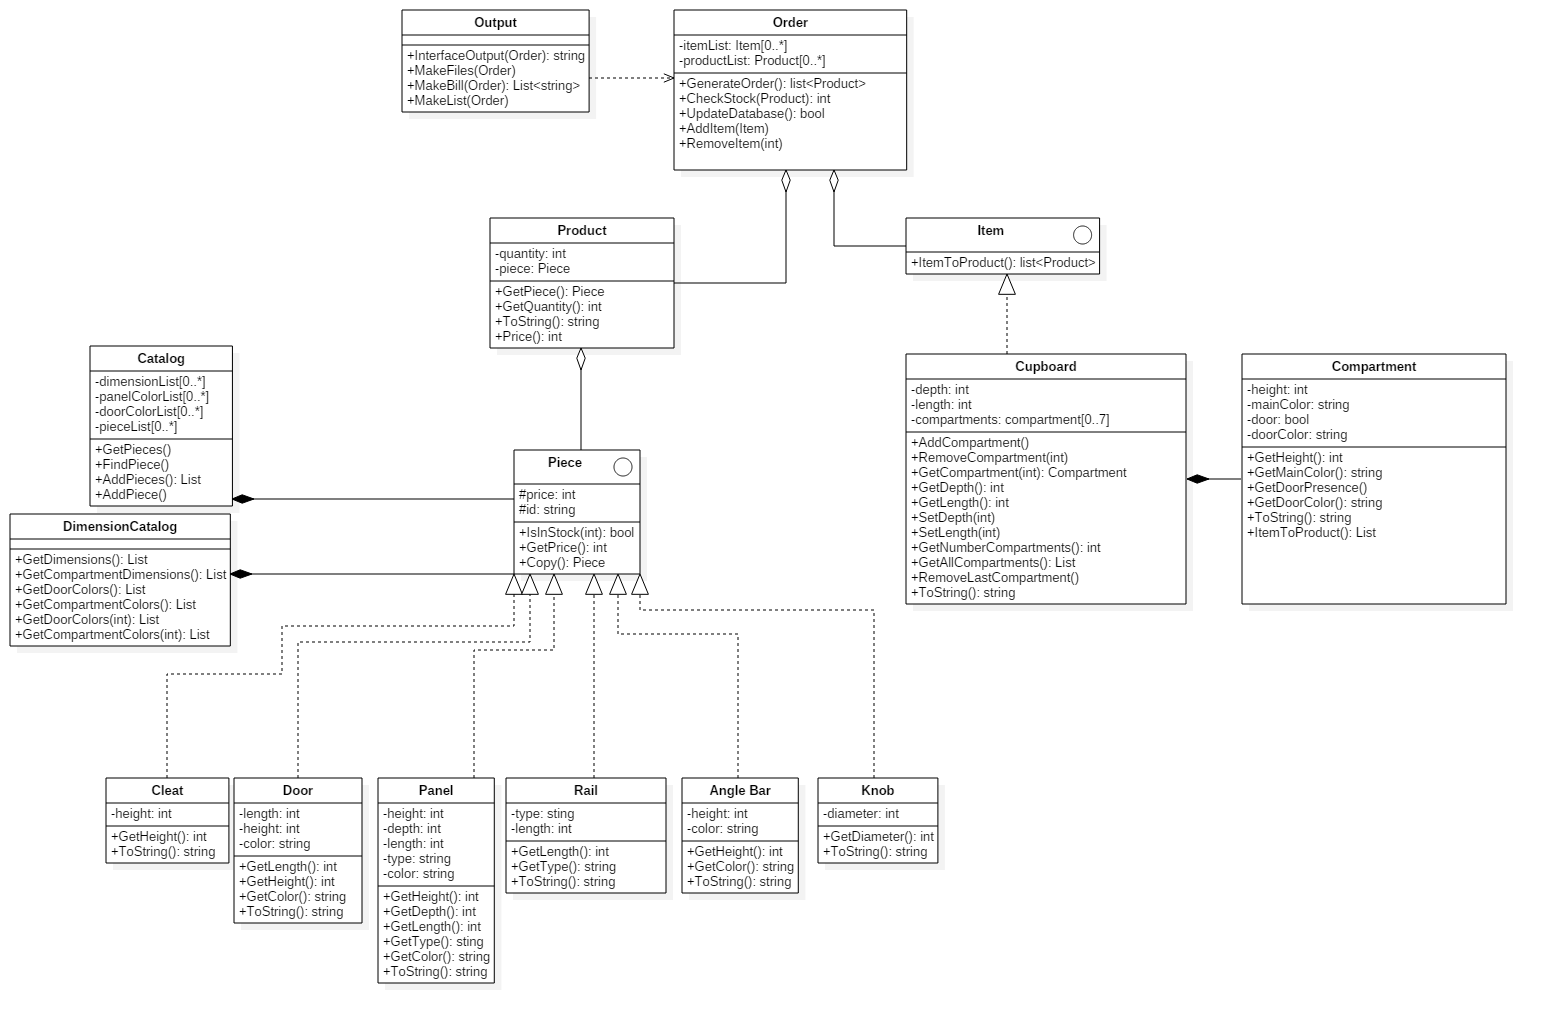 Output
+InterfaceOutput(Order): string
+MakeFiles(Order)
+MakeBill(Order): List<string>
+MakeList(Order)
Order
-itemList: Item[0..*]
-productList: Product[0..*]
+GenerateOrder(): list<Product>
+CheckStock(Product): int
+UpdateDatabase(): bool
+AddItem(Item)
+RemoveItem(int)
Product
-quantity: int
-piece: Piece
+GetPiece(): Piece
+GetQuantity(): int
+ToString(): string
+Price(): int
Item
+ItemToProduct(): list<Product>
Catalog
-dimensionList[0..*]
-panelColorList[0..*]
-doorColorList[0..*]
-pieceList[0..*]
+GetPieces()
+FindPiece()
+AddPieces(): List
+AddPiece()
Cupboard
-depth: int
-length: int
-compartments: compartment[0..7]
+AddCompartment()
+RemoveCompartment(int)
+GetCompartment(int): Compartment
+GetDepth(): int
+GetLength(): int
+SetDepth(int)
+SetLength(int)
+GetNumberCompartments(): int
+GetAllCompartments(): List
+RemoveLastCompartment()
+ToString(): string
Compartment
-height: int
-mainColor: string
-door: bool
-doorColor: string
+GetHeight(): int
+GetMainColor(): string
+GetDoorPresence()
+GetDoorColor(): string
+ToString(): string
+ItemToProduct(): List
Piece
#price: int
#id: string
+IsInStock(int): bool
+GetPrice(): int
+Copy(): Piece
DimensionCatalog
+GetDimensions(): List
+GetCompartmentDimensions(): List
+GetDoorColors(): List
+GetCompartmentColors(): List
+GetDoorColors(int): List
+GetCompartmentColors(int): List
Cleat
-height: int
+GetHeight(): int
+ToString(): string
Door
-length: int
-height: int
-color: string
+GetLength(): int
+GetHeight(): int
+GetColor(): string
+ToString(): string
Panel
-height: int
-depth: int
-length: int
-type: string
-color: string
+GetHeight(): int
+GetDepth(): int
+GetLength(): int
+GetType(): sting
+GetColor(): string
+ToString(): string
Rail
-type: sting
-length: int
+GetLength(): int
+GetType(): string
+ToString(): string
Angle Bar
-height: int
-color: string
+GetHeight(): int
+GetColor(): string
+ToString(): string
Knob
-diameter: int
+GetDiameter(): int
+ToString(): string